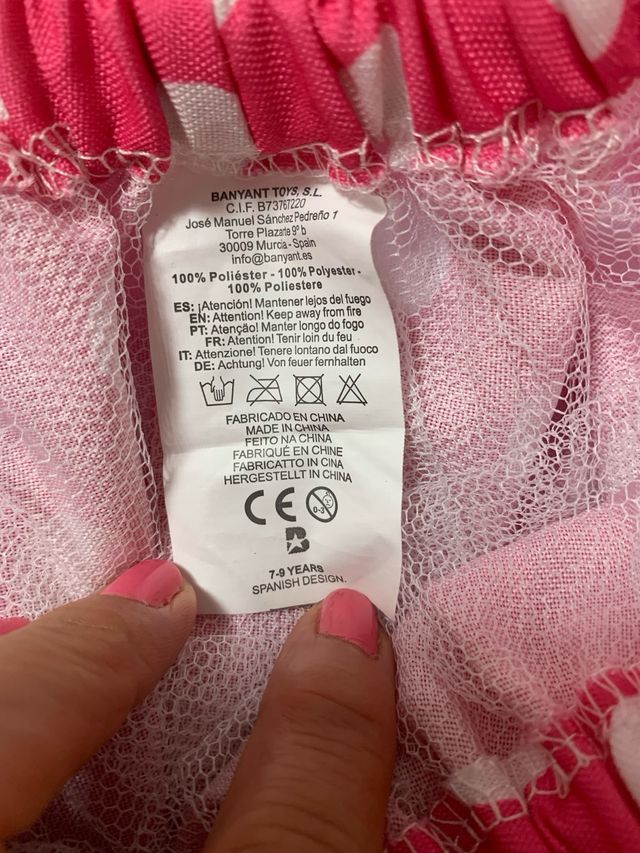 BANYANT TOYS, S.L.
C.I.F. B73767220
José Manuel Sánchez Pedreño 1
Torre Plazarte 9º b
30009 Murcia - Spain
info@banyant.es
100% Poliéster - 100% Polyester-
100% Poliestere
ES: ¡Atención! Mantener lejos del fuego
EN: Attention! Keep away from fire
PT: Atenção! Manter longo do fogo
FR: Attention! Tenir loin du feu
IT: Attenzione! Tenere lontano dal fuoco
DE: Achtung! Von feuer fernhalten
FABRICADO EN CHINA
MADE IN CHINA
FEITO NA CHINA
FABRIQUÉ EN CHINE
FABRICATTO IN CINA
HERGESTELLT IN CHINA
CE 0-3
B
7-9 YEARS
SPANISH DESIGN.